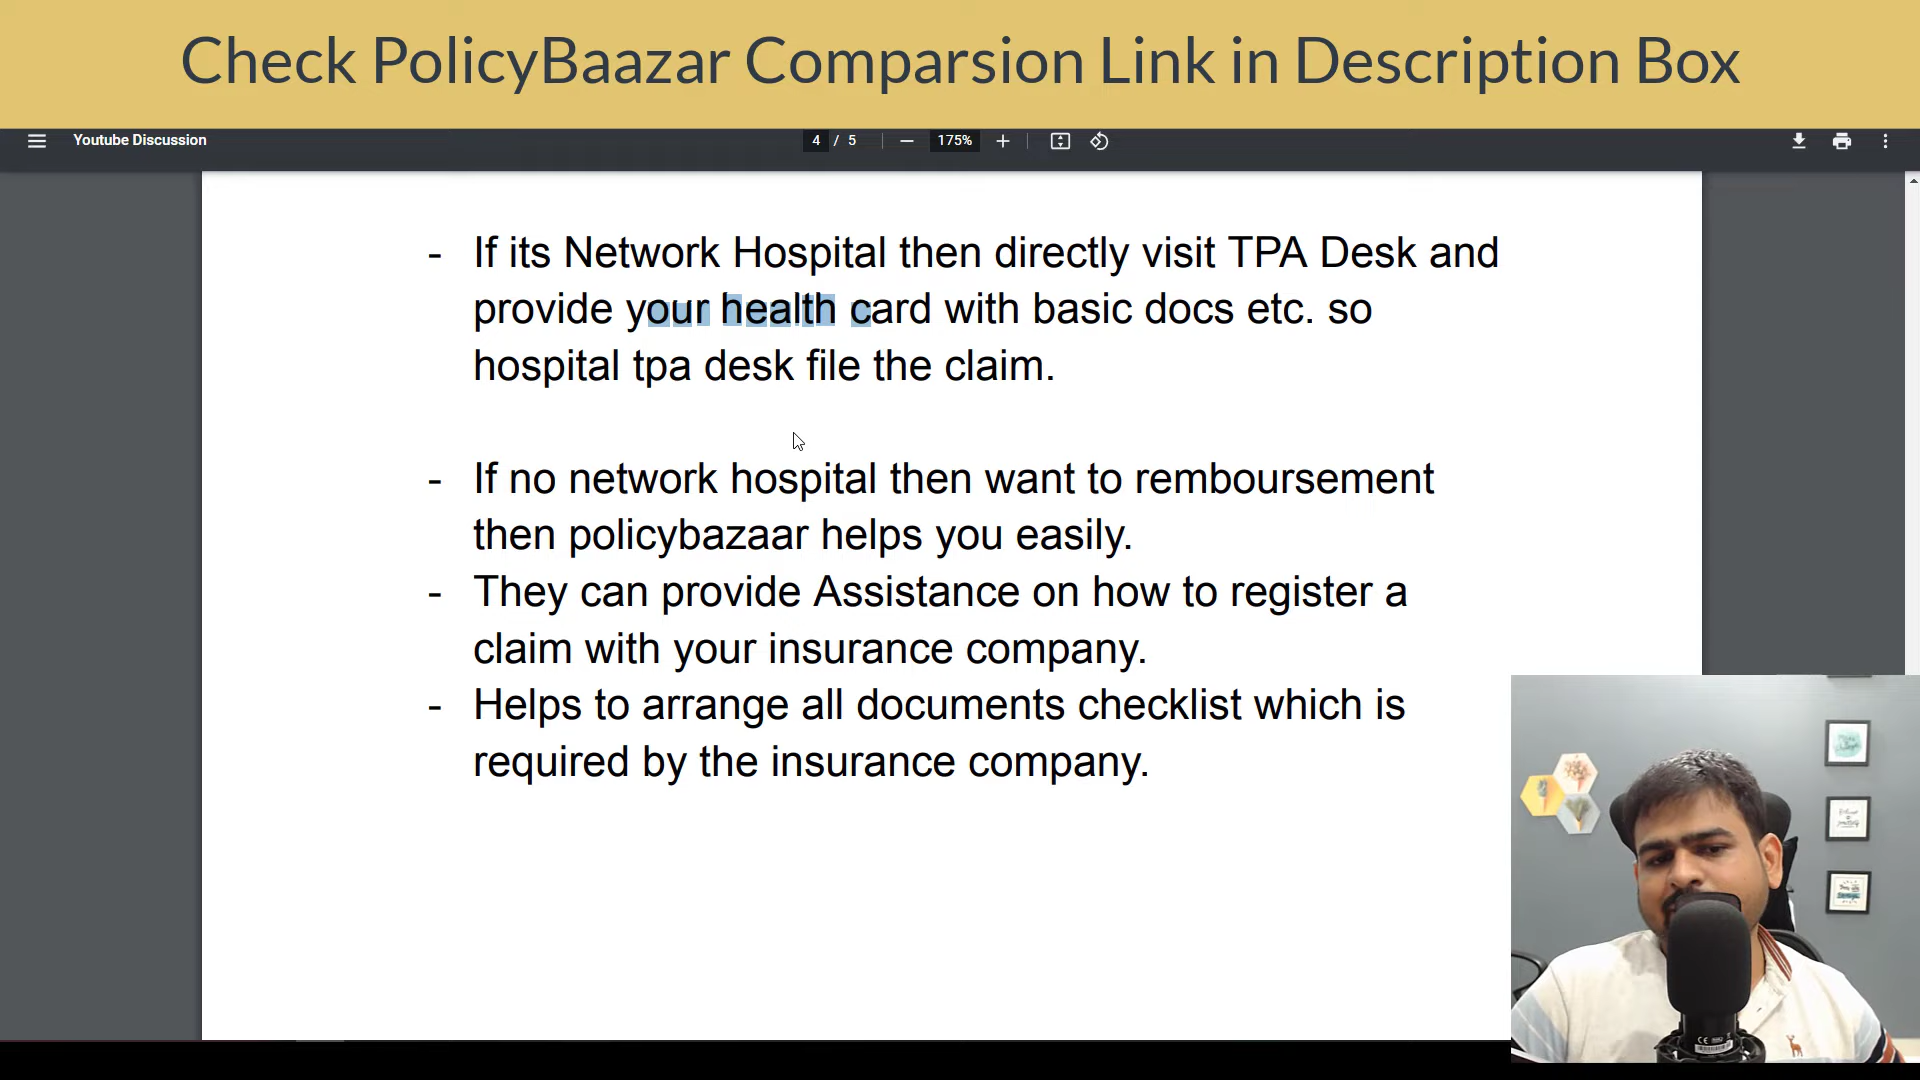 Check PolicyBaazar Comparsion Link in Description Box
Youtube Discussion
4 / 5
175%
- If its Network Hospital then directly visit TPA Desk and
provide your health card with basic docs etc. so
hospital tpa desk file the claim.
- If no network hospital then want to remboursement
then policybazaar helps you easily.
- They can provide Assistance on how to register a
claim with your insurance company.
- Helps to arrange all documents checklist which is
required by the insurance company.